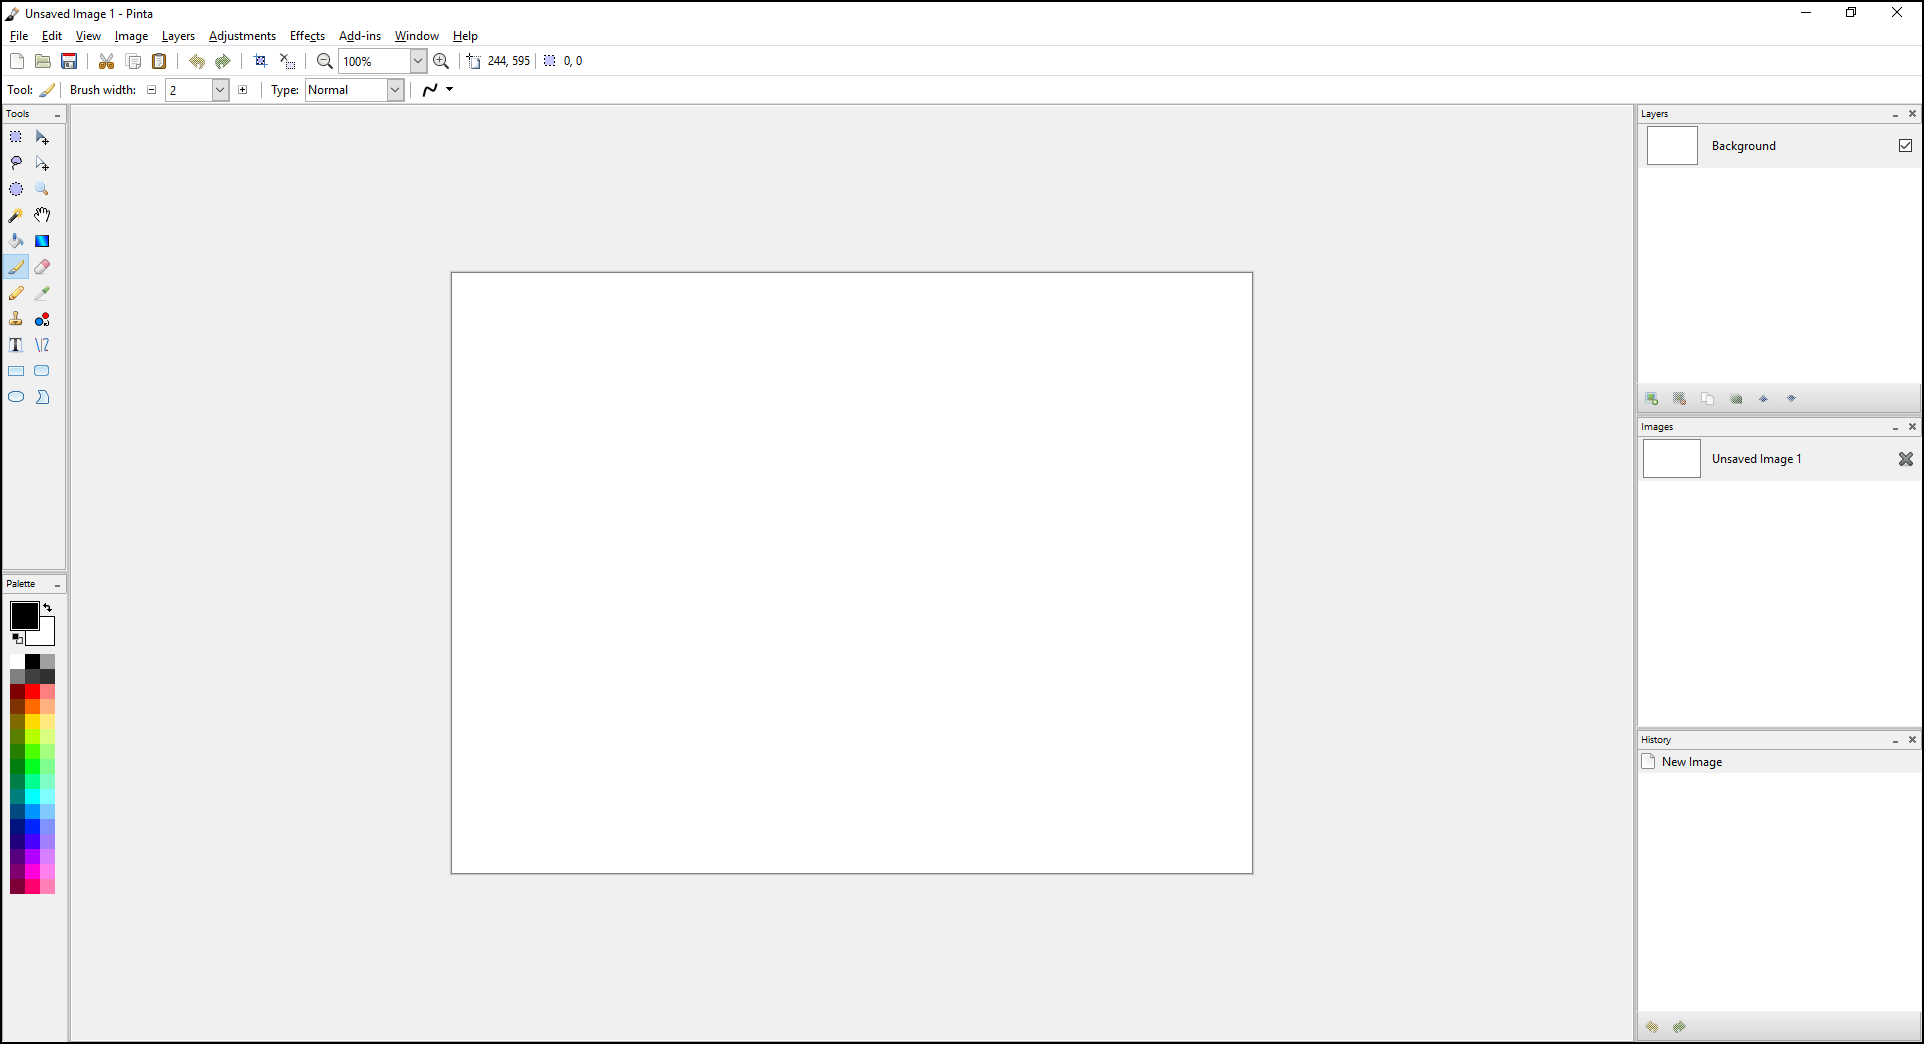 Unsaved Image 1 - Pinta
File Edit View Image Layers Adjustments Effects Add-ins Window Help
100% 244, 595 0, 0
Tool: Brush width: 2 Type: Normal
Tools
Layers
Background
Images
Unsaved Image 1
Palette
History
New Image